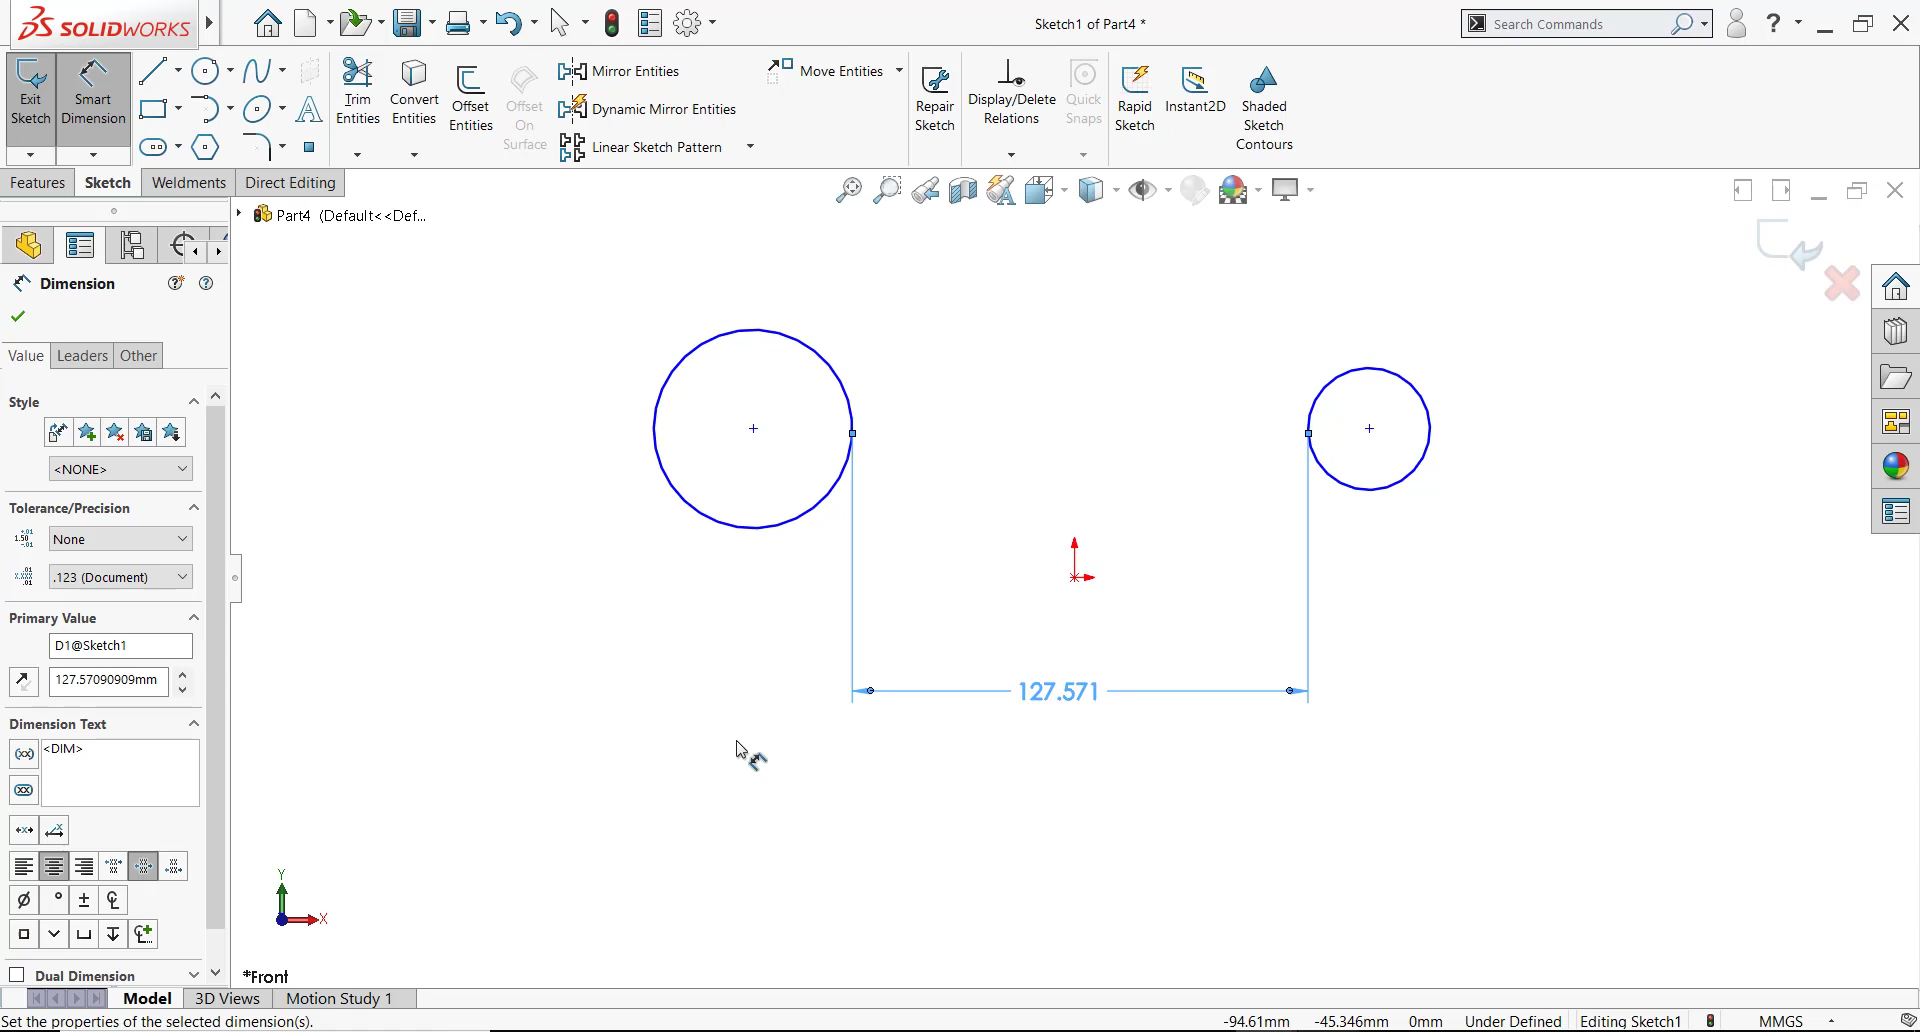 SOLIDWORKS
Sketch1 of Part4 *
Search Commands
?
Exit Sketch
Smart Dimension
Trim Entities
Convert Entities
Offset Entities
Offset On Surface
Mirror Entities
Dynamic Mirror Entities
Linear Sketch Pattern
Move Entities
Repair Sketch
Display/Delete Relations
Quick Snaps
Rapid Sketch
Instant2D
Shaded Sketch Contours
Features
Sketch
Weldments
Direct Editing
Part4 (Default<<Def...
Dimension
Value
Leaders
Other
Style
<NONE>
Tolerance/Precision
None
.123 (Document)
Primary Value
D1@Sketch1
127.57090909mm
Dimension Text
<DIM>
Dual Dimension
127.571
Y
X
*Front
Model
3D Views
Motion Study 1
Set the properties of the selected dimension(s).
-94.61mm
-45.346mm
0mm
Under Defined
Editing Sketch1
MMGS